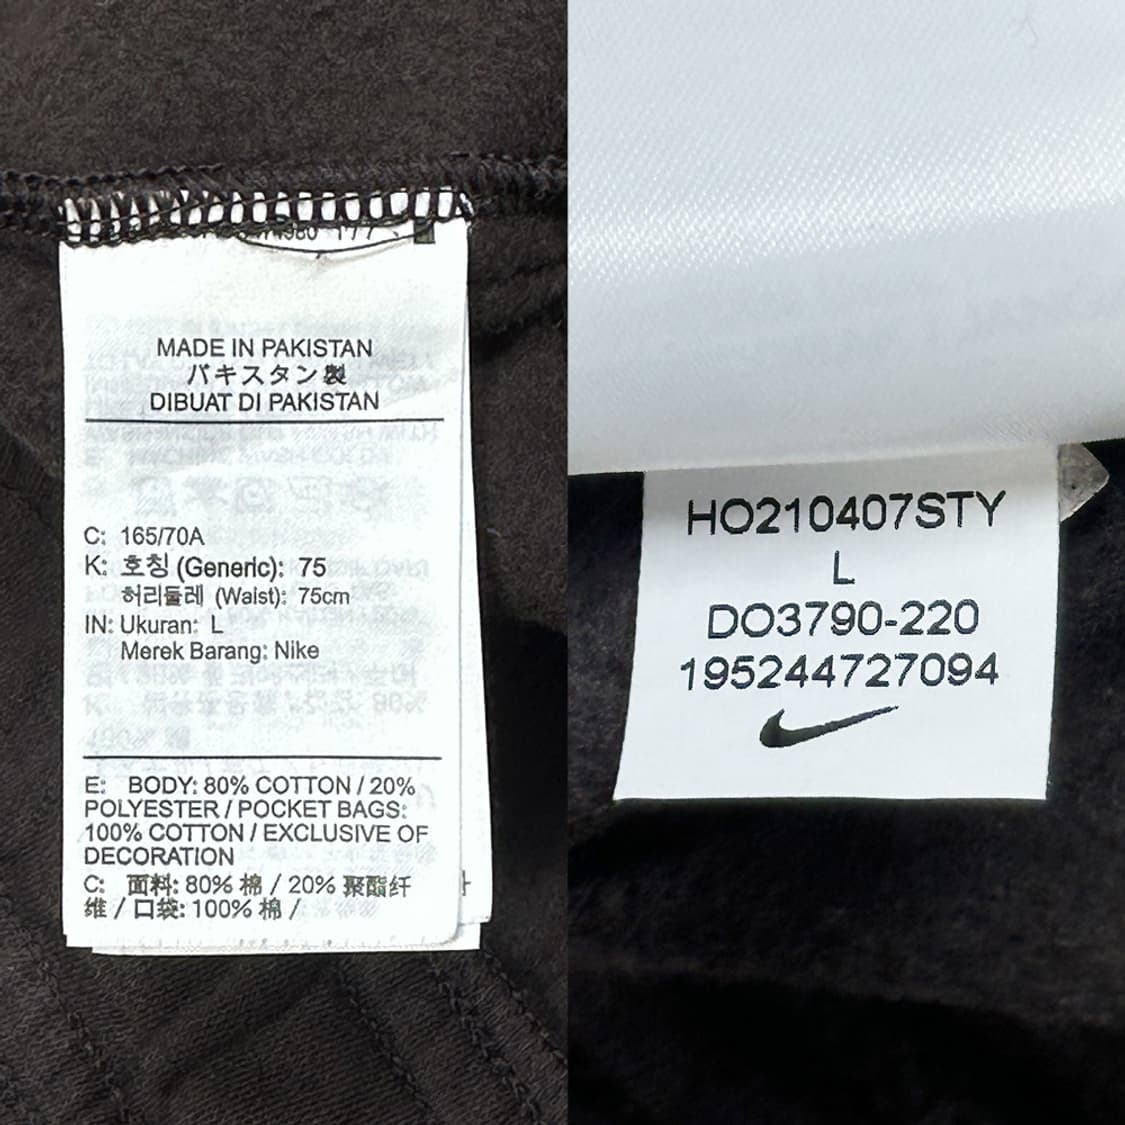 MADE IN PAKISTAN
パキスタン製
DIBUAT DI PAKISTAN
C: 165/70A
K: 호칭 (Generic): 75
허리둘레 (Waist): 75cm
IN: Ukuran: L
Merek Barang: Nike
E: BODY: 80% COTTON / 20%
POLYESTER / POCKET BAGS:
100% COTTON / EXCLUSIVE OF
DECORATION
C: 面料: 80% 棉 / 20% 聚酯纤
维 / 口袋: 100% 棉 /
HO210407STY
L
DO3790-220
195244727094